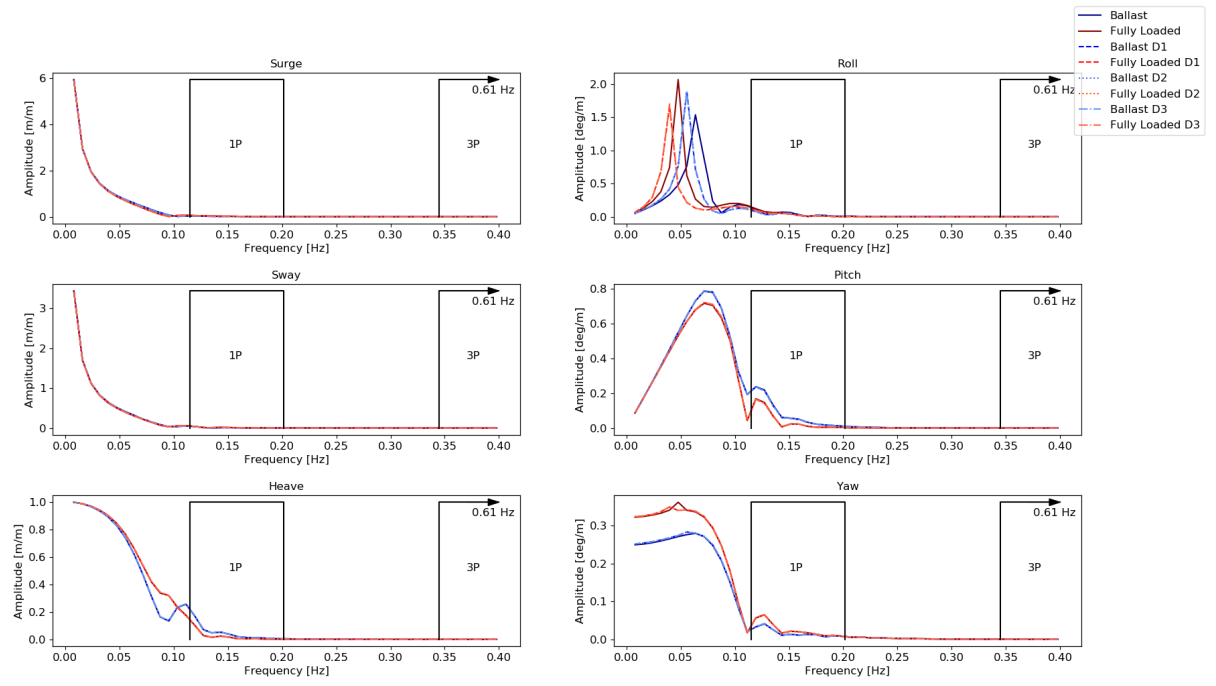 Ballast
Fully Loaded
Ballast D1
Fully Loaded D1
Ballast D2
Fully Loaded D2
Ballast D3
Fully Loaded D3
Surge
Amplitude [m/m]
6
4
2
0
1P
3P
0.61 Hz
0.00 0.05 0.10 0.15 0.20 0.25 0.30 0.35 0.40
Frequency [Hz]
Roll
Amplitude [deg/m]
2.0
1.5
1.0
0.5
0.0
1P
3P
0.61 Hz
0.00 0.05 0.10 0.15 0.20 0.25 0.30 0.35 0.40
Frequency [Hz]
Sway
Amplitude [m/m]
3
2
1
0
1P
3P
0.61 Hz
0.00 0.05 0.10 0.15 0.20 0.25 0.30 0.35 0.40
Frequency [Hz]
Pitch
Amplitude [deg/m]
0.8
0.6
0.4
0.2
0.0
1P
3P
0.61 Hz
0.00 0.05 0.10 0.15 0.20 0.25 0.30 0.35 0.40
Frequency [Hz]
Heave
Amplitude [m/m]
1.0
0.8
0.6
0.4
0.2
0.0
1P
3P
0.61 Hz
0.00 0.05 0.10 0.15 0.20 0.25 0.30 0.35 0.40
Frequency [Hz]
Yaw
Amplitude [deg/m]
0.3
0.2
0.1
0.0
1P
3P
0.61 Hz
0.00 0.05 0.10 0.15 0.20 0.25 0.30 0.35 0.40
Frequency [Hz]